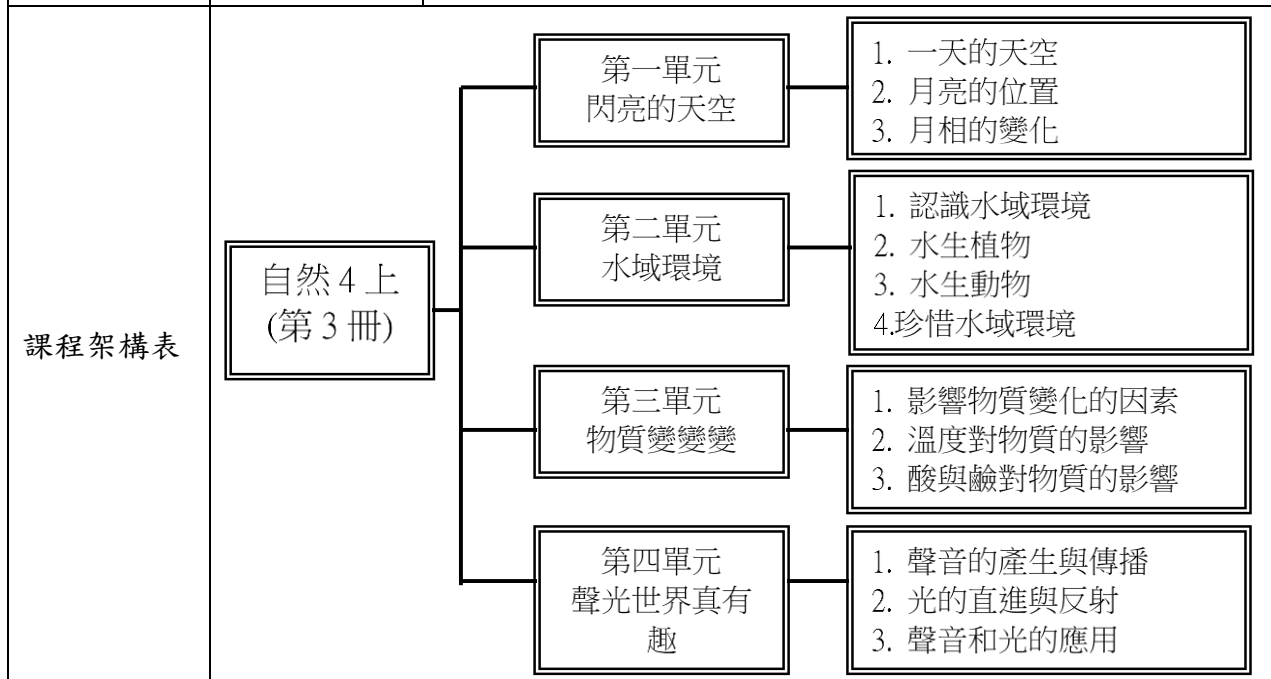 課程架構表
自然 4 上
(第 3 冊)
第一單元
閃亮的天空
1. 一天的天空
2. 月亮的位置
3. 月相的變化
第二單元
水域環境
1. 認識水域環境
2. 水生植物
3. 水生動物
4.珍惜水域環境
第三單元
物質變變變
1. 影響物質變化的因素
2. 溫度對物質的影響
3. 酸與鹼對物質的影響
第四單元
聲光世界真有
趣
1. 聲音的產生與傳播
2. 光的直進與反射
3. 聲音和光的應用